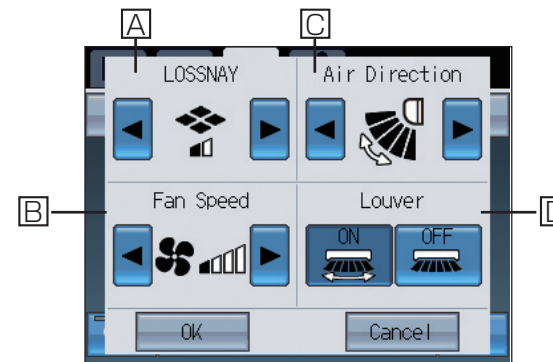 A
C
LOSSNAY
Air Direction
B
Fan Speed
Louver
D
ON
OFF
OK
Cancel